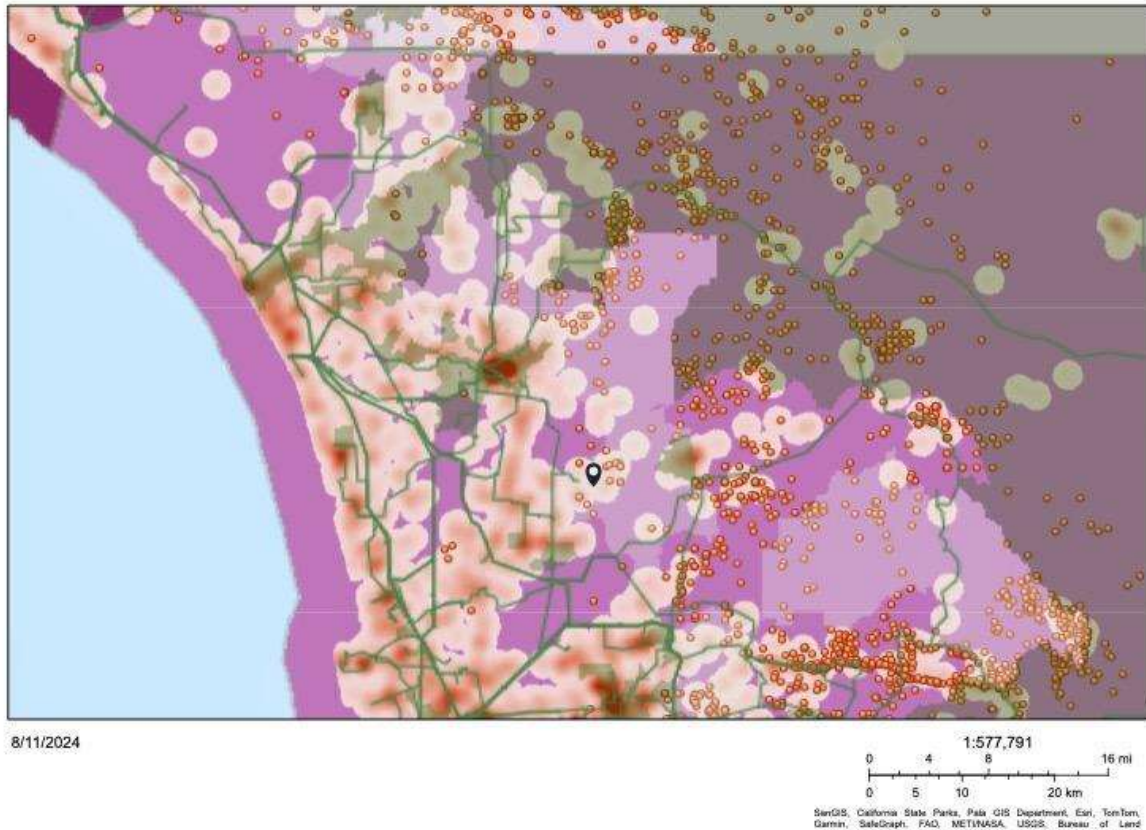 8/11/2024
1:577,791
0 4 8 16 mi
0 5 10 20 km
SanGIS, California State Parks, Pala GIS Department, Esri, TomTom,
Garmin, SafeGraph, FAO, METI/NASA, USGS, Bureau of Land